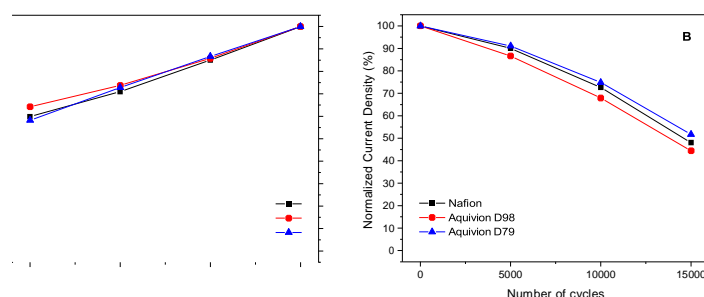 B
Normalized Current Density (%)
100
90
80
70
60
50
40
30
20
10
0
Nafion
Aquivion D98
Aquivion D79
0 5000 10000 15000
Number of cycles